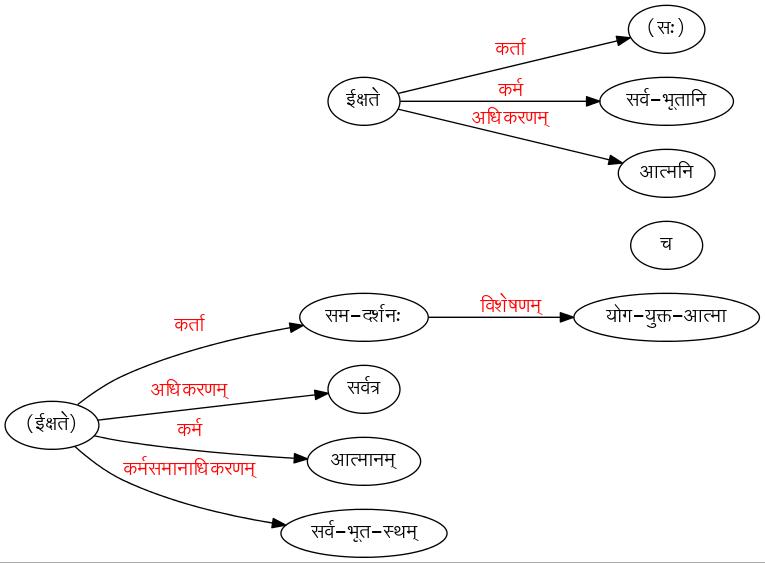 (सः)
कर्ता
ईक्षते
कर्म
सर्व-भूतानि
अधिकरणम्
आत्मनि
च
सम-दर्शनः
विशेषणम्
योग-युक्त-आत्मा
कर्ता
अधिकरणम्
सर्वत्र
(ईक्षते)
कर्म
आत्मानम्
कर्मसमानाधिकरणम्
सर्व-भूत-स्थम्